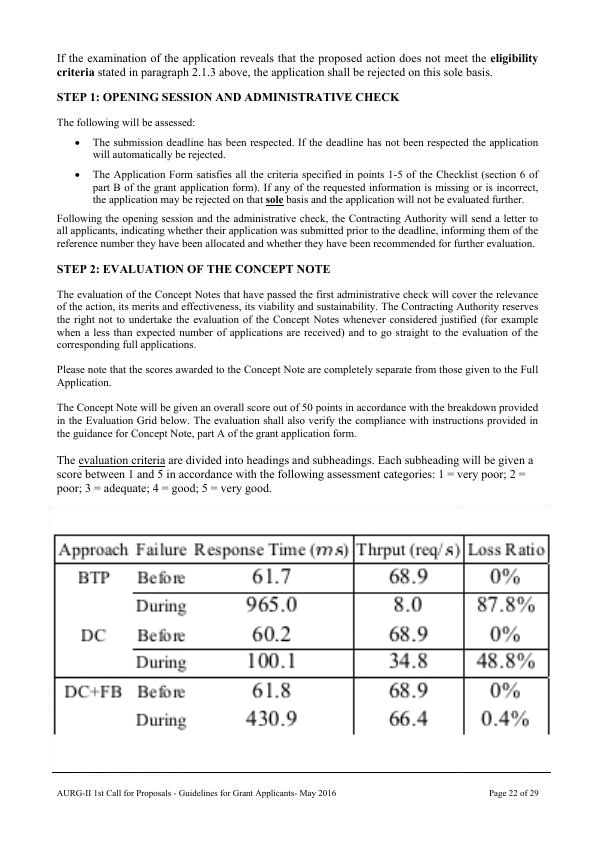 If the examination of the application reveals that the proposed action does not meet the eligibility
criteria stated in paragraph 2.1.3 above, the application shall be rejected on this sole basis.
STEP 1: OPENING SESSION AND ADMINISTRATIVE CHECK
The following will be assessed:
• The submission deadline has been respected. If the deadline has not been respected the application
will automatically be rejected.
• The Application Form satisfies all the criteria specified in points 1-5 of the Checklist (section 6 of
part B of the grant application form). If any of the requested information is missing or is incorrect,
the application may be rejected on that sole basis and the application will not be evaluated further.
Following the opening session and the administrative check, the Contracting Authority will send a letter to
all applicants, indicating whether their application was submitted prior to the deadline, informing them of the
reference number they have been allocated and whether they have been recommended for further evaluation.
STEP 2: EVALUATION OF THE CONCEPT NOTE
The evaluation of the Concept Notes that have passed the first administrative check will cover the relevance
of the action, its merits and effectiveness, its viability and sustainability. The Contracting Authority reserves
the right not to undertake the evaluation of the Concept Notes whenever considered justified (for example
when a less than expected number of applications are received) and to go straight to the evaluation of the
corresponding full applications.
Please note that the scores awarded to the Concept Note are completely separate from those given to the Full
Application.
The Concept Note will be given an overall score out of 50 points in accordance with the breakdown provided
in the Evaluation Grid below. The evaluation shall also verify the compliance with instructions provided in
the guidance for Concept Note, part A of the grant application form.
The evaluation criteria are divided into headings and subheadings. Each subheading will be given a
score between 1 and 5 in accordance with the following assessment categories: 1 = very poor; 2 =
poor; 3 = adequate; 4 = good; 5 = very good.
Approach Failure Response Time (ms) Thrput (req/s) Loss Ratio
BTP Before 61.7 68.9 0%
During 965.0 8.0 87.8%
DC Before 60.2 68.9 0%
During 100.1 34.8 48.8%
DC+FB Before 61.8 68.9 0%
During 430.9 66.4 0.4%
AURG-II 1st Call for Proposals - Guidelines for Grant Applicants- May 2016 Page 22 of 29